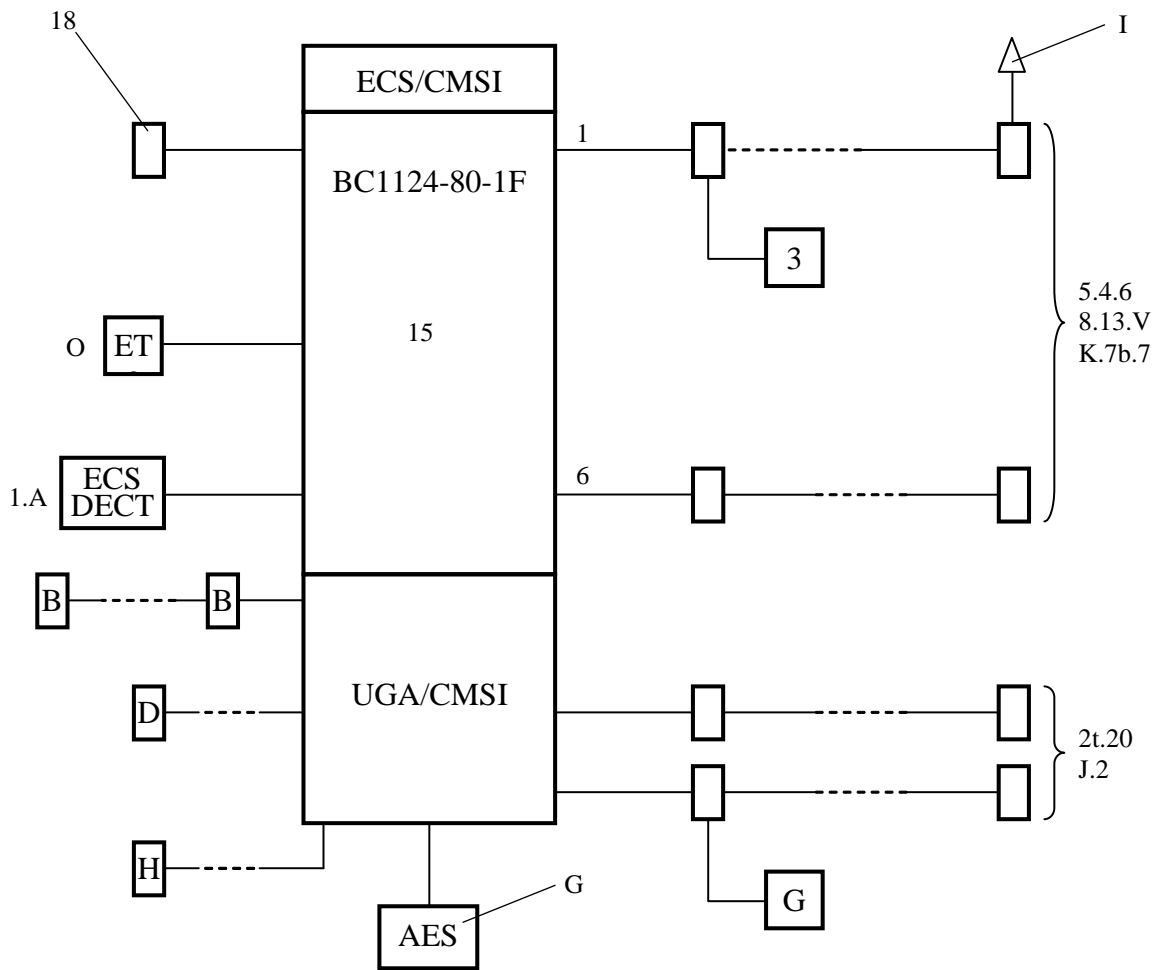 18
I
ECS/CMSI
1
BC1124-80-1F
3
5.4.6
8.13.V
K.7b.7
15
O
ET
ECS
DECT
1.A
6
B
B
UGA/CMSI
D
2t.20
J.2
H
G
G
AES